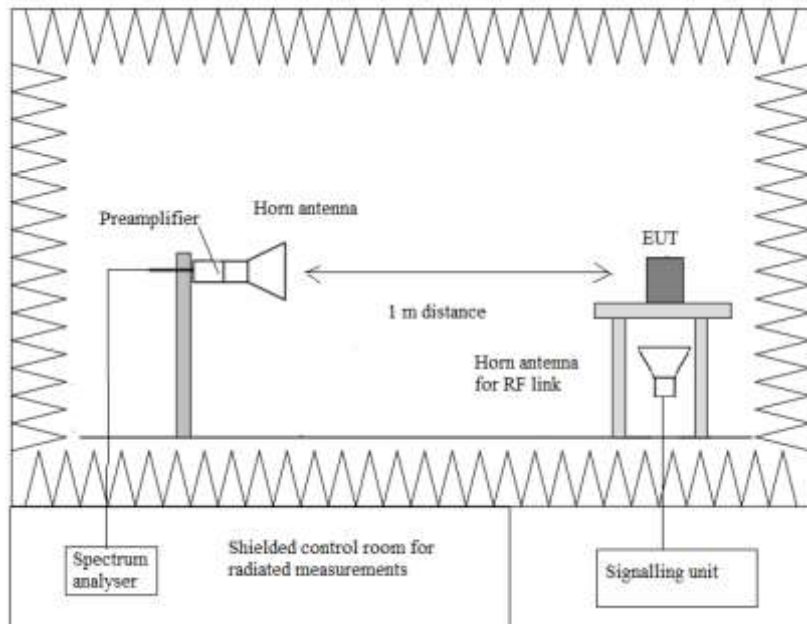 Horn antenna
Preamplifier
EUT
1 m distance
Horn antenna
for RF link
Spectrum
analyser
Shielded control room for
radiated measurements
Signalling unit